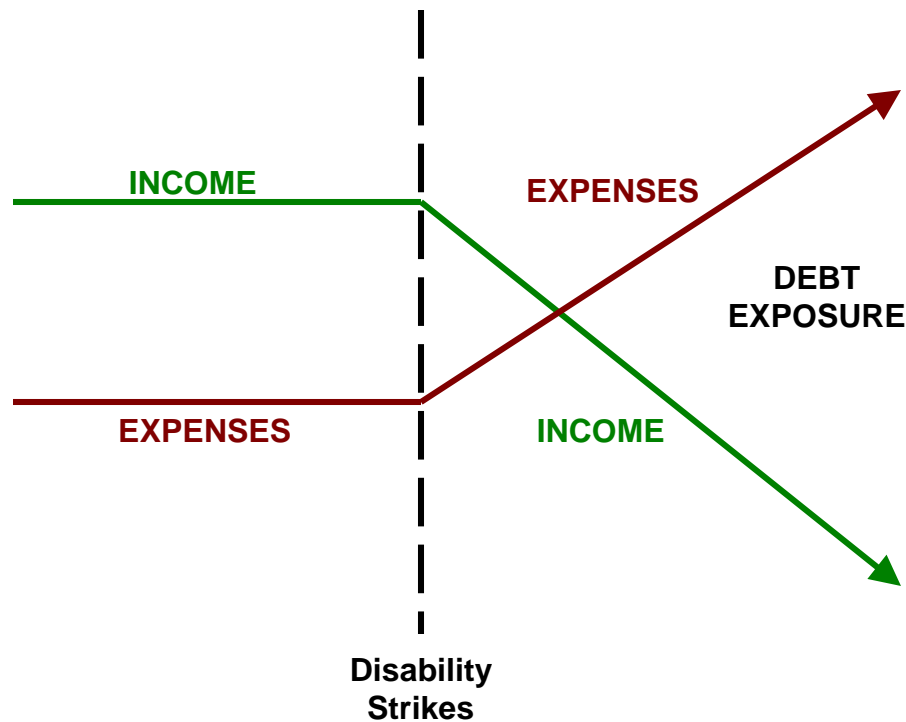 INCOME
EXPENSES
DEBT
EXPOSURE
EXPENSES
INCOME
Disability
Strikes